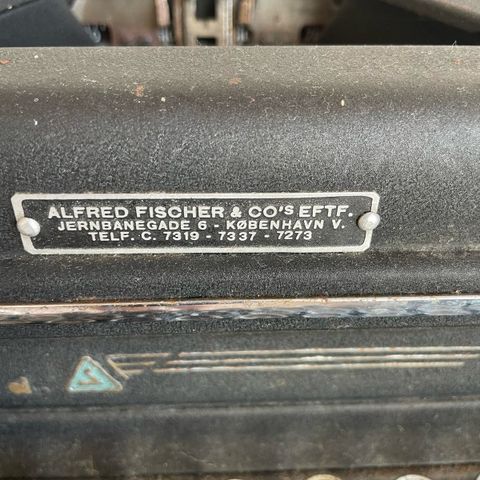 ALFRED FISCHER & CO'S EFTF.
JERNBANEGADE 6 - KØBENHAVN V.
TELF. C. 7319 - 7337 - 7273